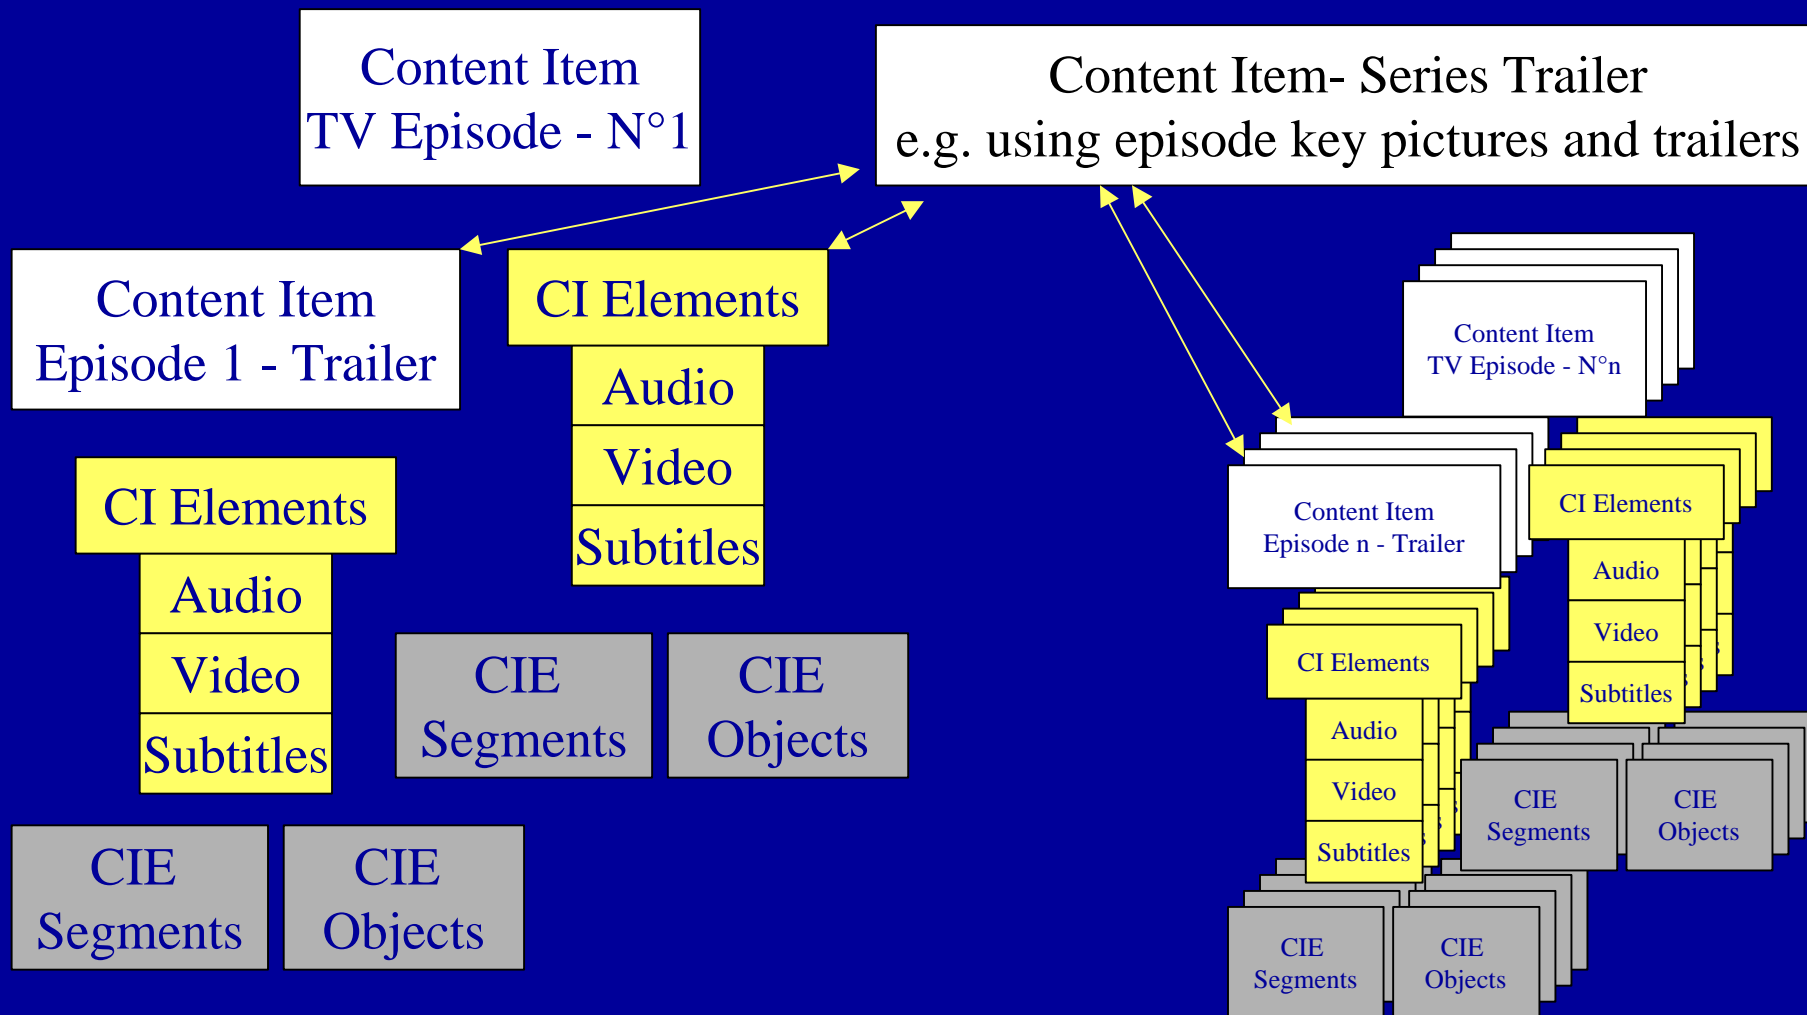 Content Item
TV Episode - N°1
Content Item- Series Trailer
e.g. using episode key pictures and trailers
Content Item
Episode 1 - Trailer
CI Elements
Audio
Video
Subtitles
CI Elements
Audio
Video
Subtitles
CIE
Segments
CIE
Objects
CIE
Segments
CIE
Objects
Content Item
TV Episode - N°n
Content Item
Episode n - Trailer
CI Elements
Audio
Video
Subtitles
CI Elements
Audio
Video
Subtitles
CIE
Segments
CIE
Objects
CIE
Segments
CIE
Objects